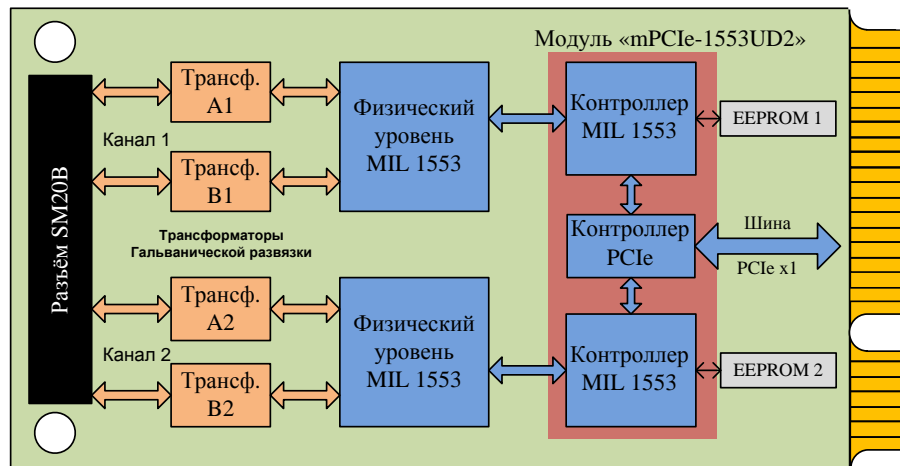 Модуль «mPCIe-1553UD2»
Разъём SM20B
Трансф.
A1
Канал 1
Трансф.
B1
Физический
уровень
MIL 1553
Контроллер
MIL 1553
EEPROM 1
Трансформаторы
Гальванической развязки
Контроллер
PCIe
Шина
PCIe x1
Трансф.
A2
Канал 2
Трансф.
B2
Физический
уровень
MIL 1553
Контроллер
MIL 1553
EEPROM 2